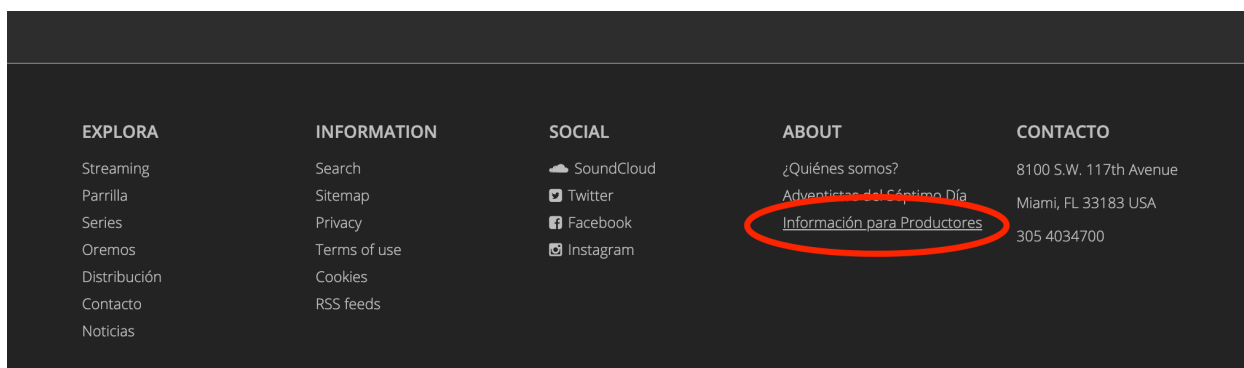 EXPLORA
Streaming
Parrilla
Series
Oremos
Distribución
Contacto
Noticias
INFORMATION
Search
Sitemap
Privacy
Terms of use
Cookies
RSS feeds
SOCIAL
SoundCloud
Twitter
Facebook
Instagram
ABOUT
¿Quiénes somos?
Adventistas del Séptimo Día
Información para Productores
CONTACTO
8100 S.W. 117th Avenue
Miami, FL 33183 USA
305 4034700